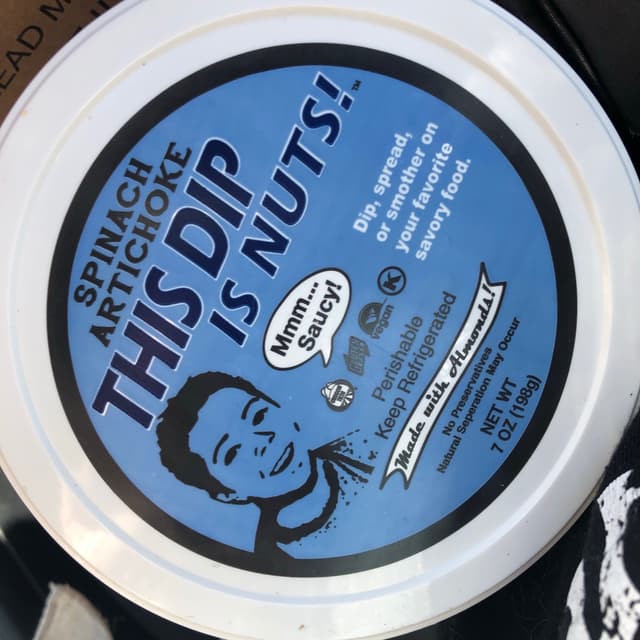 SPINACH
ARTICHOKE
THIS DIP
IS NUTS!™
Dip, spread,
or smother on
your favorite
savory food.
Mmm...
Saucy!
Vegan
K
Perishable
Keep Refrigerated
Made with Almonds!
No Preservatives
Natural Seperation May Occur
NET WT
7 OZ (198g)